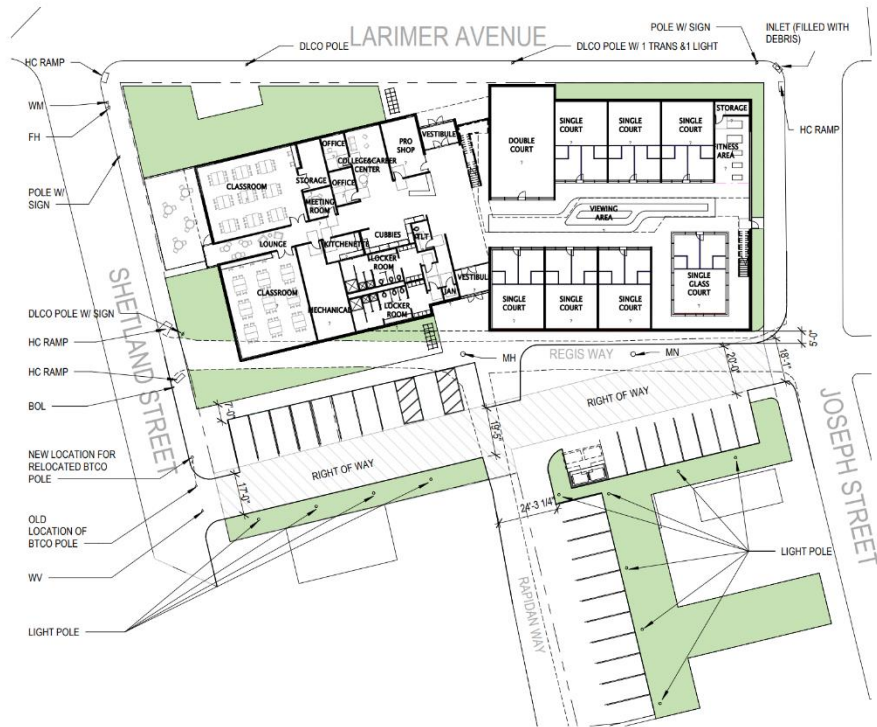 LARIMER AVENUE
POLE W/ SIGN
INLET (FILLED WITH
DEBRIS)
DLCO POLE
DLCO POLE W/ 1 TRANS &1 LIGHT
HC RAMP
WM
FH
POLE W/
SIGN
HC RAMP
STORAGE
SINGLE
COURT
SINGLE
COURT
SINGLE
COURT
DOUBLE
COURT
FITNESS
AREA
VESTIBULE
PRO
SHOP
OFFICE
COLLEGE&CAREER
CENTER
STORAGE
OFFICE
CLASSROOM
MEETING
ROOM
VIEWING
AREA
CUBBIES
KITCHENETTE
LOUNGE
LOCKER
ROOM
CLASSROOM
MECHANICAL
LOCKER
ROOM
JAN
SINGLE
COURT
SINGLE
COURT
SINGLE
COURT
SINGLE
GLASS
COURT
SHETLAND STREET
DLCO POLE W/ SIGN
HC RAMP
HC RAMP
BOL
NEW LOCATION FOR
RELOCATED BTCO
POLE
OLD
LOCATION OF
BTCO POLE
WV
LIGHT POLE
MH
REGIS WAY
MN
5'-0"
18'-1"
20'-0"
RIGHT OF WAY
RIGHT OF WAY
7'-0"
19'-5"
17'-0"
24'-3 1/4"
RAPIDAN WAY
JOSEPH STREET
LIGHT POLE